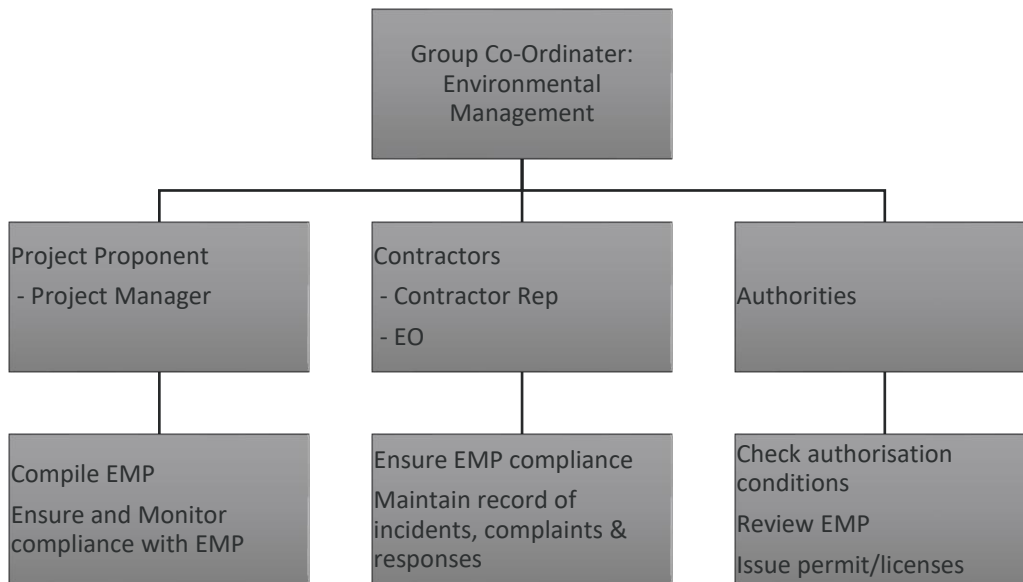 Group Co-Ordinater:
Environmental
Management
Project Proponent
- Project Manager
Contractors
- Contractor Rep
- EO
Authorities
Compile EMP
Ensure and Monitor
compliance with EMP
Ensure EMP compliance
Maintain record of
incidents, complaints &
responses
Check authorisation
conditions
Review EMP
Issue permit/licenses